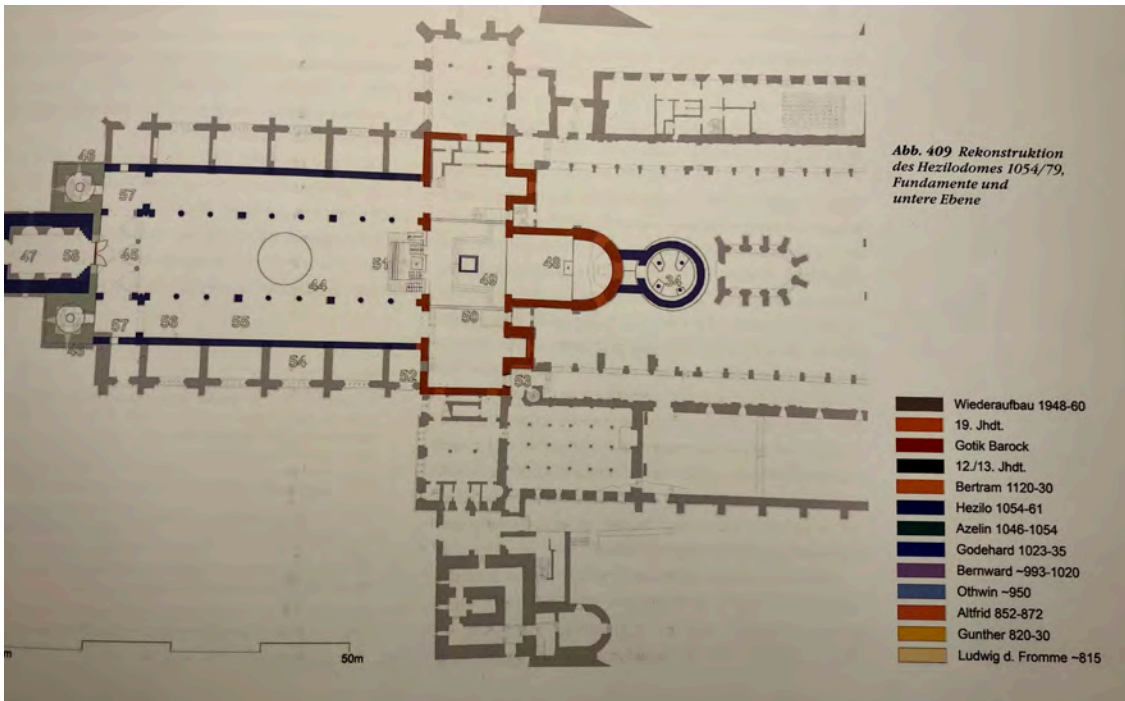 Abb. 409 Rekonstruktion
des Hezilodomes 1054/79,
Fundamente und
untere Ebene
57
47
56
45
51
48
34
49
44
50
57
56
55
54
52
53
Wiederaufbau 1948-60
19. Jhdt.
Gotik Barock
12./13. Jhdt.
Bertram 1120-30
Hezilo 1054-61
Azelin 1046-1054
Godehard 1023-35
Bernward ~993-1020
Othwin ~950
Altfrid 852-872
Gunther 820-30
Ludwig d. Fromme ~815
m
50m